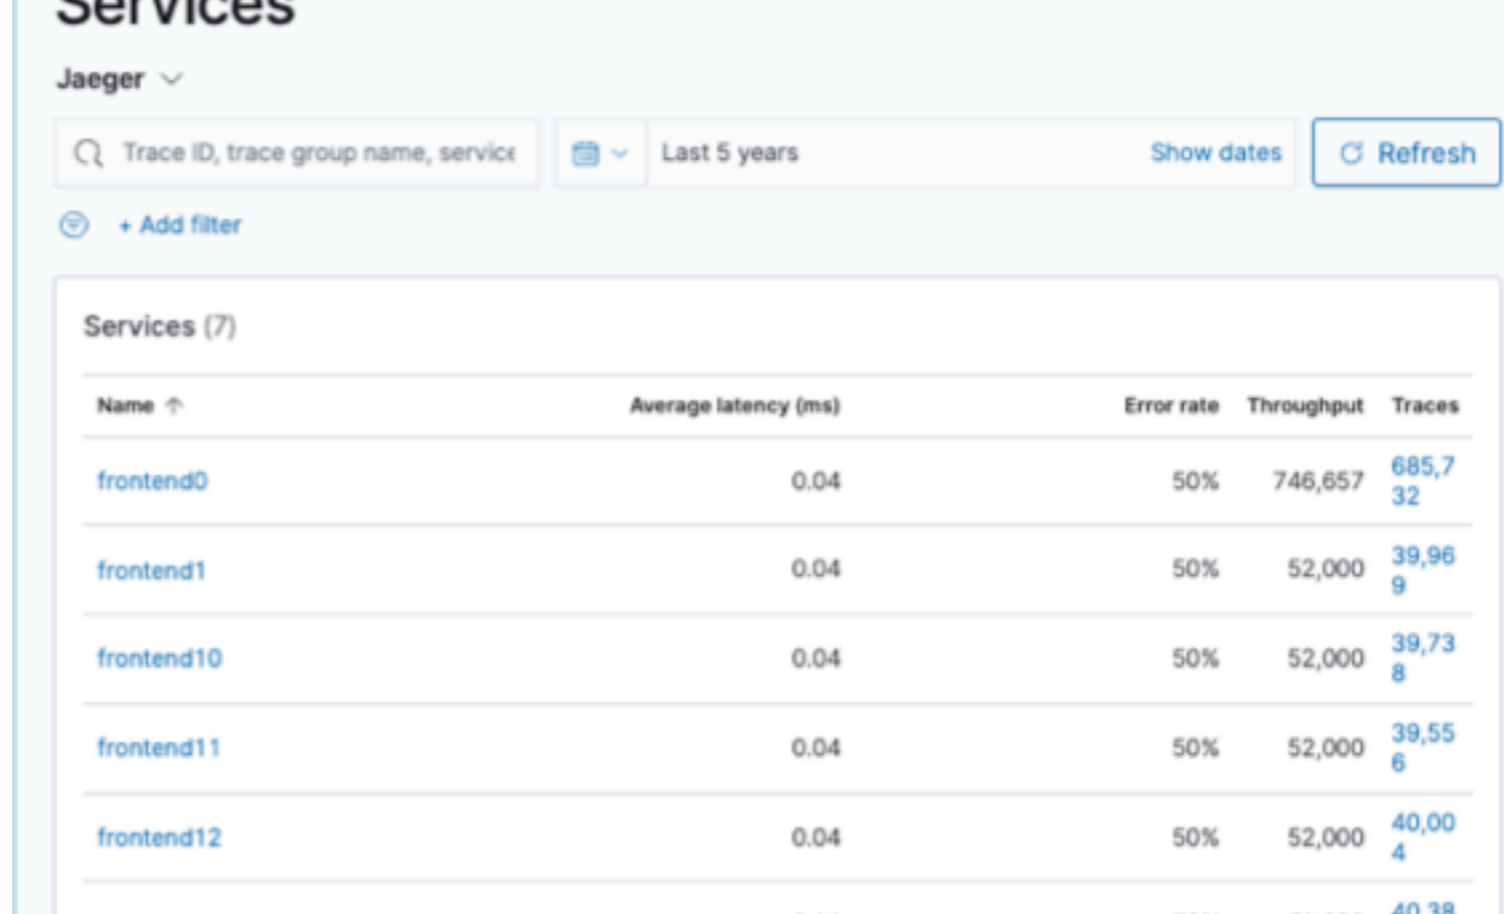 Services
Jaeger
Trace ID, trace group name, service
Last 5 years
Show dates
Refresh
+ Add filter
Services (7)
Name Average latency (ms) Error rate Throughput Traces
frontend0 0.04 50% 746,657 685,7
32
frontend1 0.04 50% 52,000 39,96
9
frontend10 0.04 50% 52,000 39,73
8
frontend11 0.04 50% 52,000 39,55
6
frontend12 0.04 50% 52,000 40,00
4
40,38